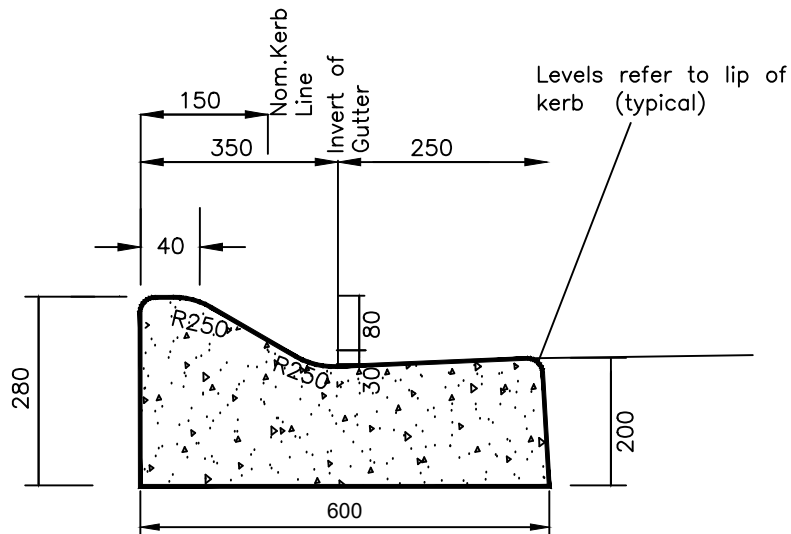 Nom.Kerb
Line
Invert of
Gutter
Levels refer to lip of
kerb (typical)
150
350
250
40
80
R250
R250
30
280
200
600